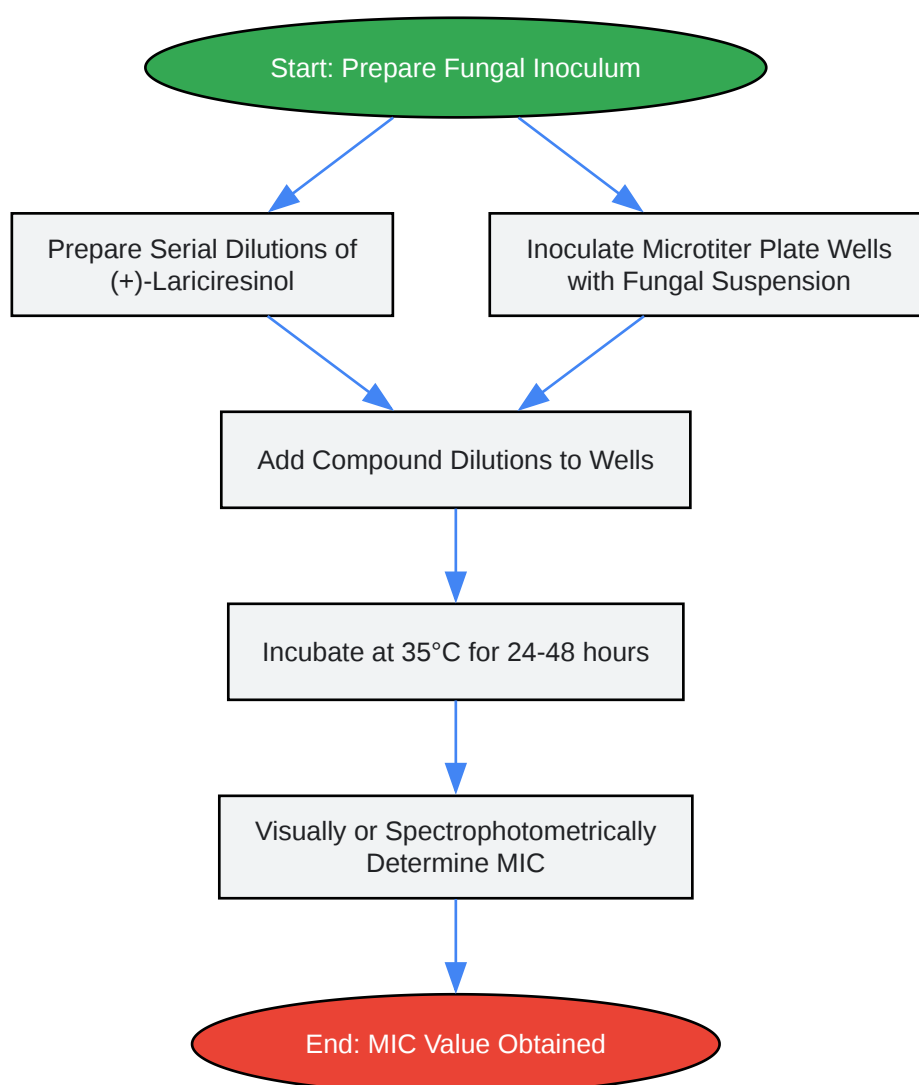 Start: Prepare Fungal Inoculum
Prepare Serial Dilutions of
(+)-Lariciresinol
Inoculate Microtiter Plate Wells
with Fungal Suspension
Add Compound Dilutions to Wells
Incubate at 35°C for 24-48 hours
Visually or Spectrophotometrically
Determine MIC
End: MIC Value Obtained